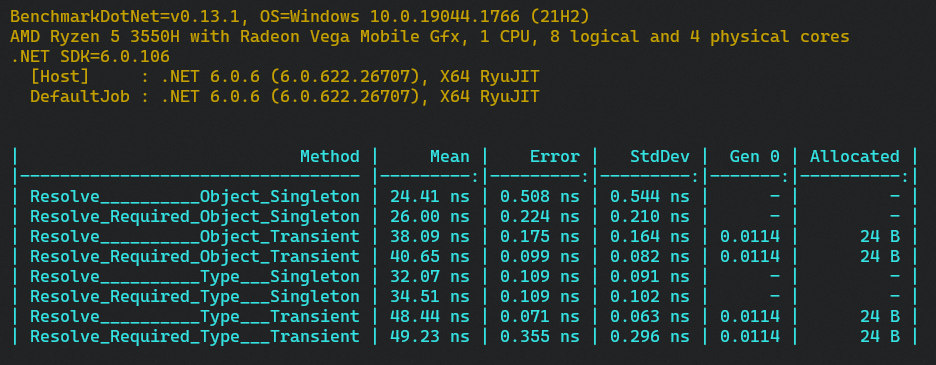 BenchmarkDotNet=v0.13.1, OS=Windows 10.0.19044.1766 (21H2)
AMD Ryzen 5 3550H with Radeon Vega Mobile Gfx, 1 CPU, 8 logical and 4 physical cores
.NET SDK=6.0.106
  [Host]     : .NET 6.0.6 (6.0.622.26707), X64 RyuJIT
  DefaultJob : .NET 6.0.6 (6.0.622.26707), X64 RyuJIT
|                            Method |     Mean |    Error |   StdDev |  Gen 0 | Allocated |
|---------------------------------- |---------:|---------:|---------:|-------:|----------:|
| Resolve__________Object_Singleton | 24.41 ns | 0.508 ns | 0.544 ns |      - |         - |
| Resolve_Required_Object_Singleton | 26.00 ns | 0.224 ns | 0.210 ns |      - |         - |
| Resolve__________Object_Transient | 38.09 ns | 0.175 ns | 0.164 ns | 0.0114 |      24 B |
| Resolve_Required_Object_Transient | 40.65 ns | 0.099 ns | 0.082 ns | 0.0114 |      24 B |
| Resolve__________Type___Singleton | 32.07 ns | 0.109 ns | 0.091 ns |      - |         - |
| Resolve_Required_Type___Singleton | 34.51 ns | 0.109 ns | 0.102 ns |      - |         - |
| Resolve__________Type___Transient | 48.44 ns | 0.071 ns | 0.063 ns | 0.0114 |      24 B |
| Resolve_Required_Type___Transient | 49.23 ns | 0.355 ns | 0.296 ns | 0.0114 |      24 B |